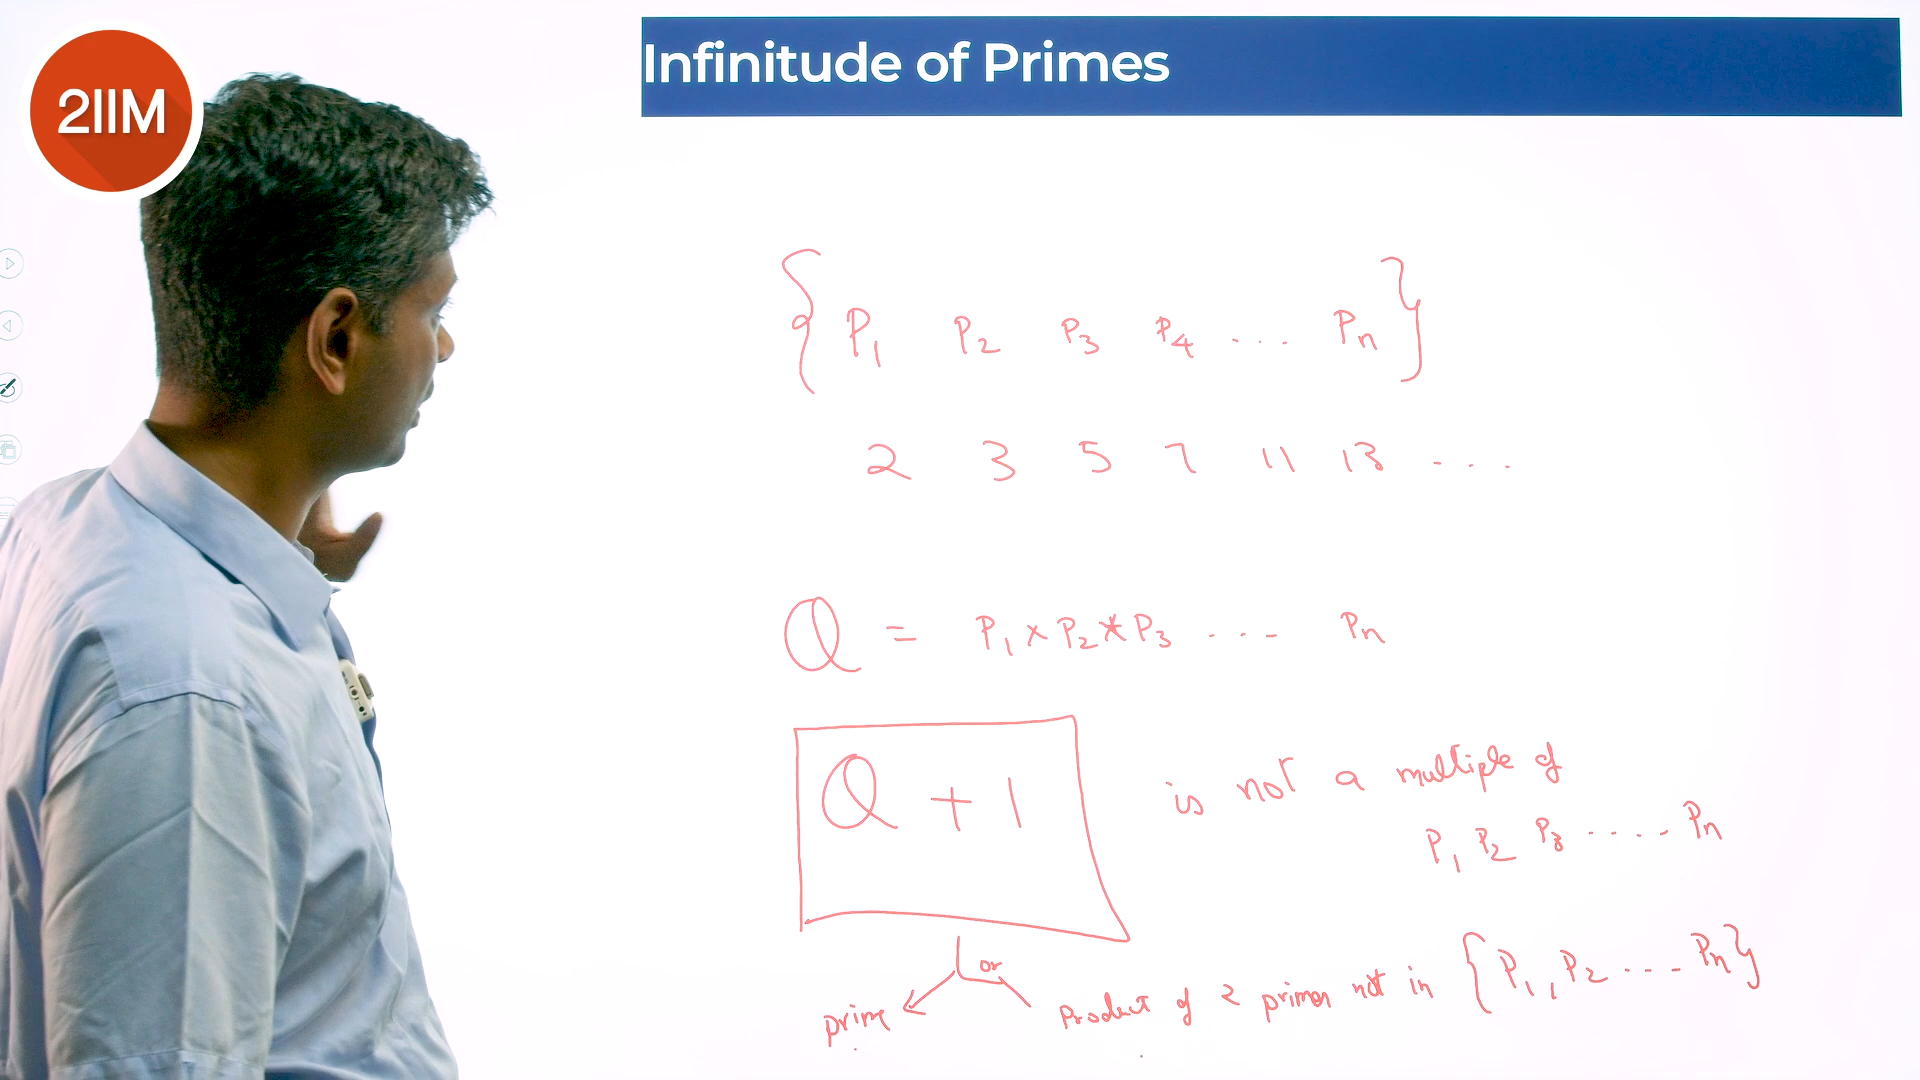 2IIM
Infinitude of Primes
{ P₁ P₂ P₃ P₄ ... Pₙ }
2 3 5 7 11 13 ...
Q = P₁ × P₂ * P₃ .... Pₙ
Q + 1 is not a multiple of
P₁ P₂ P₃ ..... Pₙ
or
prime Product of 2 primes not in { P₁, P₂ .... Pₙ }